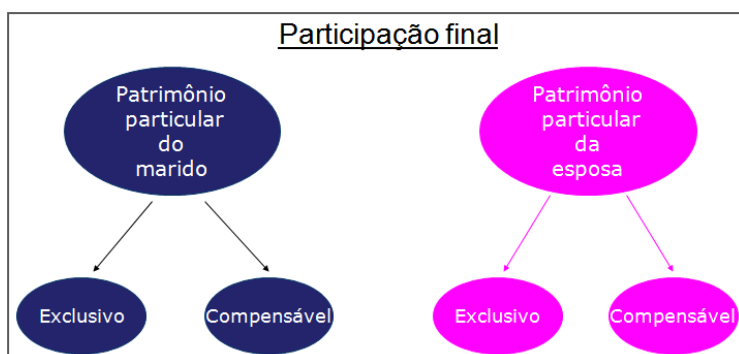 Participação final
Patrimônio
particular
do
marido
Patrimônio
particular
da
esposa
Exclusivo
Compensável
Exclusivo
Compensável